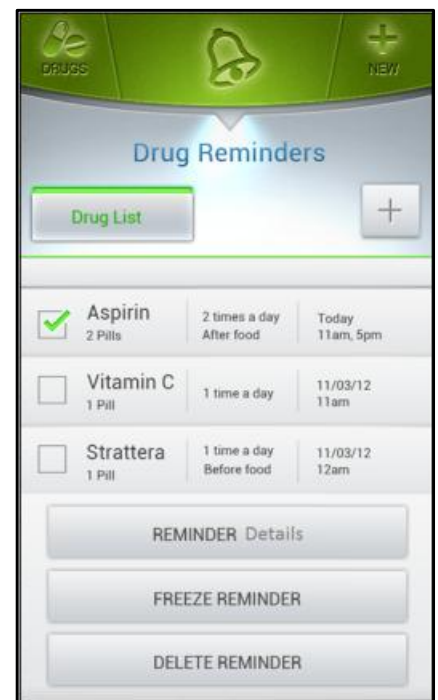 DRUGS
NEW
Drug Reminders
Drug List
Aspirin
2 Pills
2 times a day
After food
Today
11am, 5pm
Vitamin C
1 Pill
1 time a day
11/03/12
11am
Strattera
1 Pill
1 time a day
Before food
11/03/12
12am
REMINDER Details
FREEZE REMINDER
DELETE REMINDER